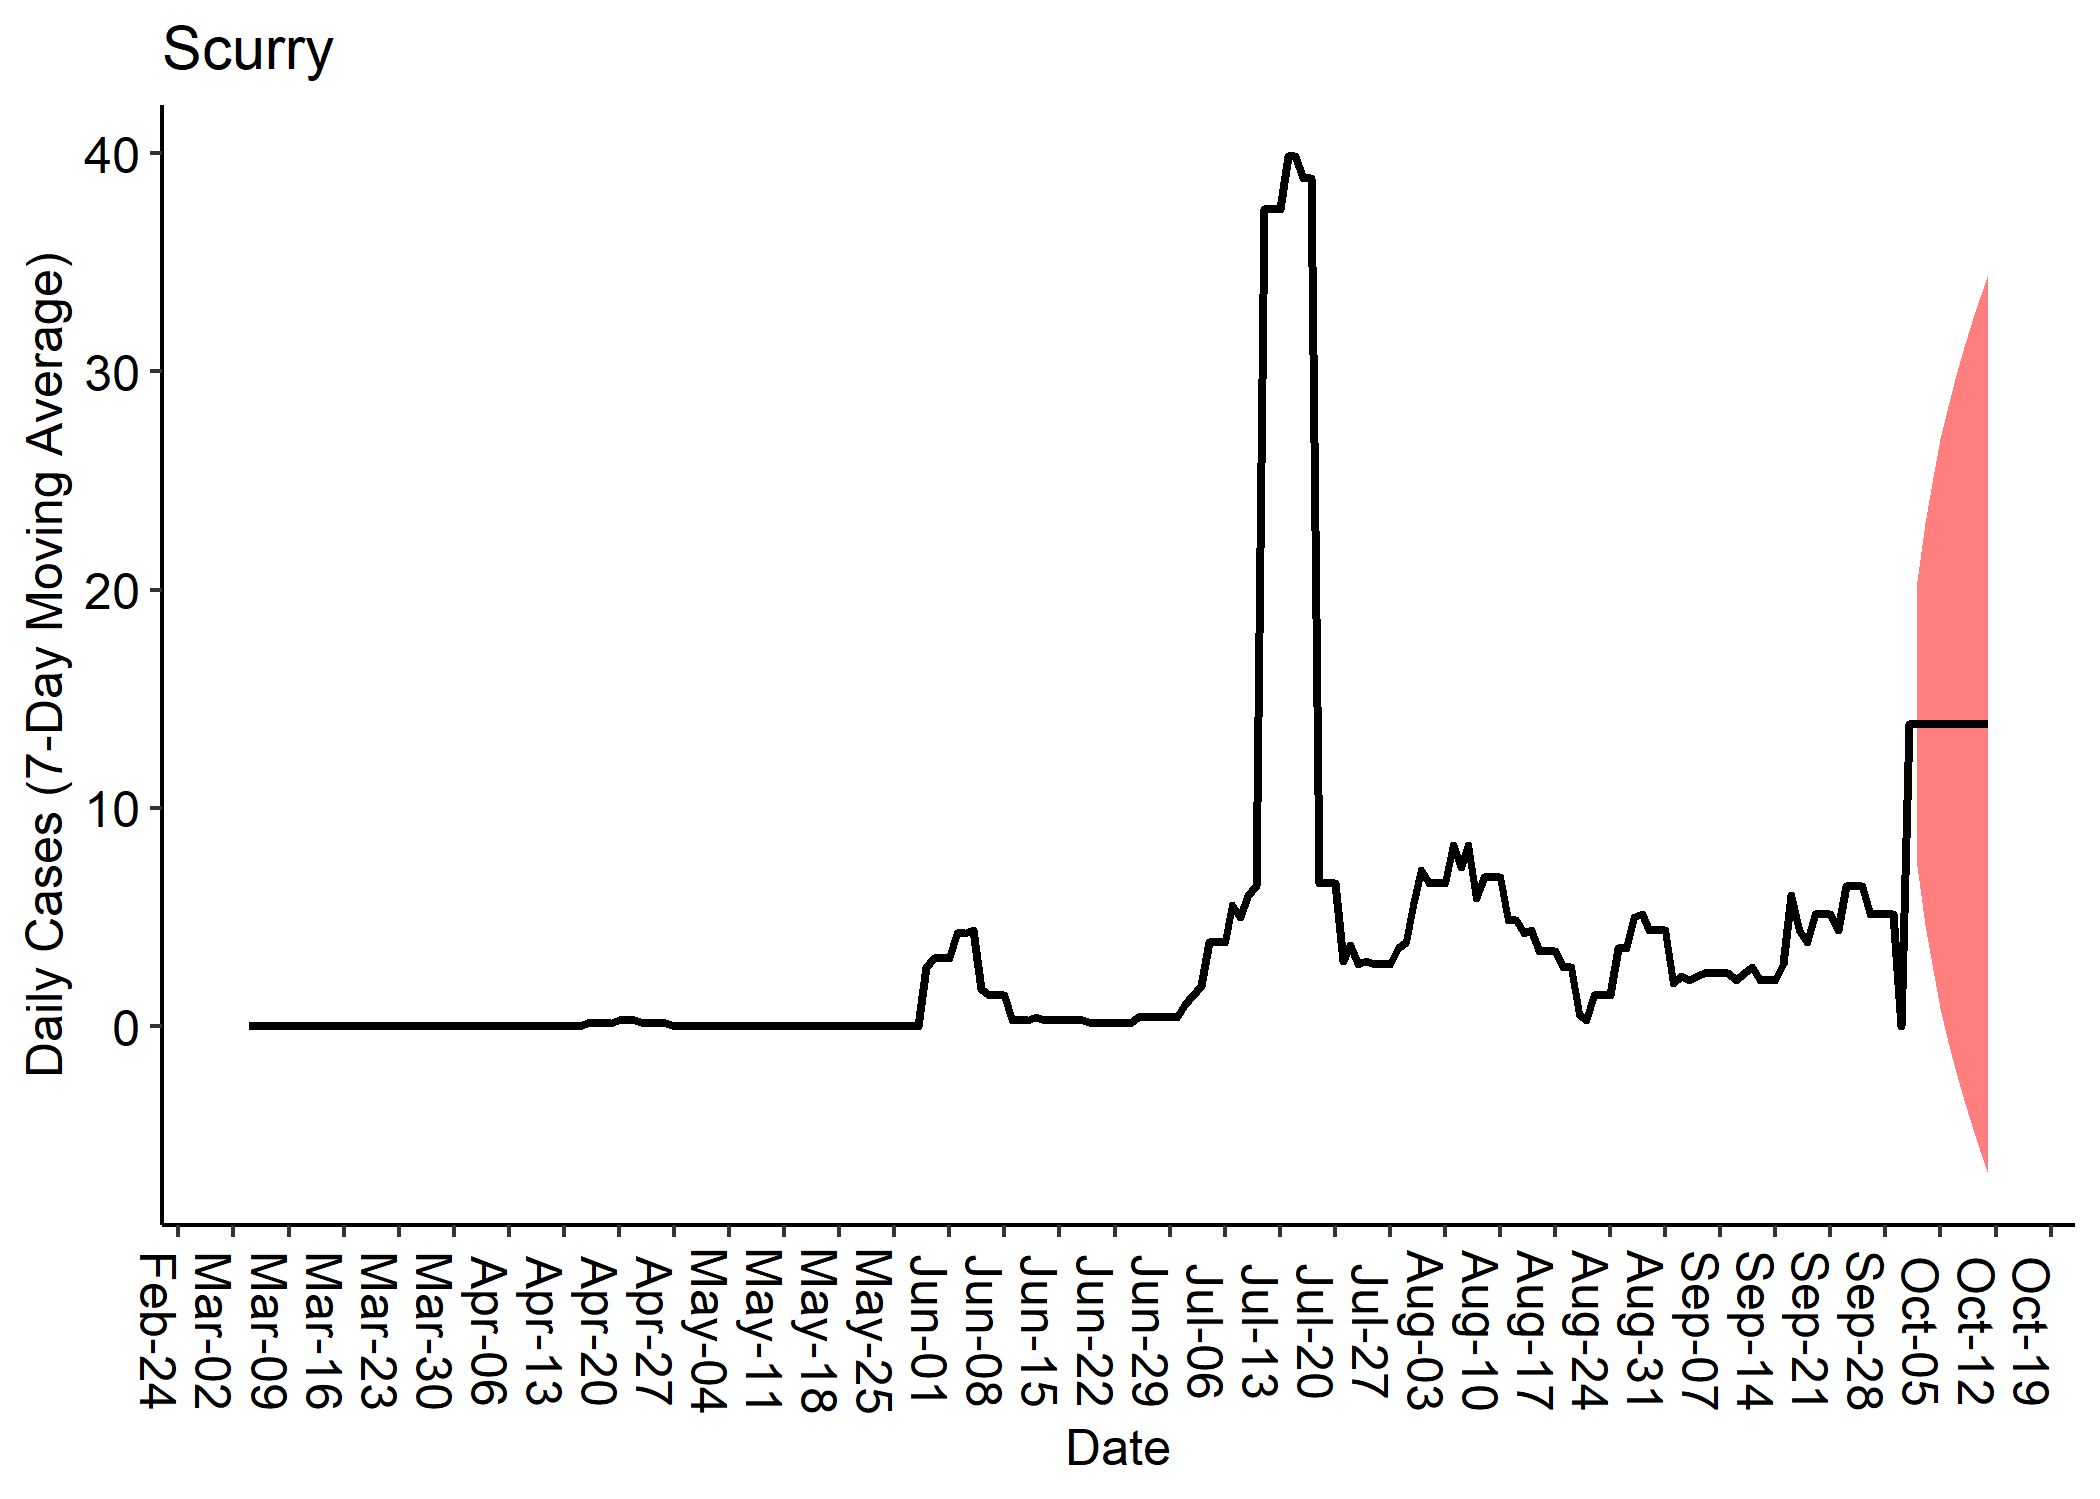 Scurry
Daily Cases (7-Day Moving Average)
40
30
20
10
0
Feb-24
Mar-02
Mar-09
Mar-16
Mar-23
Mar-30
Apr-06
Apr-13
Apr-20
Apr-27
May-04
May-11
May-18
May-25
Jun-01
Jun-08
Jun-15
Jun-22
Jun-29
Jul-06
Jul-13
Jul-20
Jul-27
Aug-03
Aug-10
Aug-17
Aug-24
Aug-31
Sep-07
Sep-14
Sep-21
Sep-28
Oct-05
Oct-12
Oct-19
Date